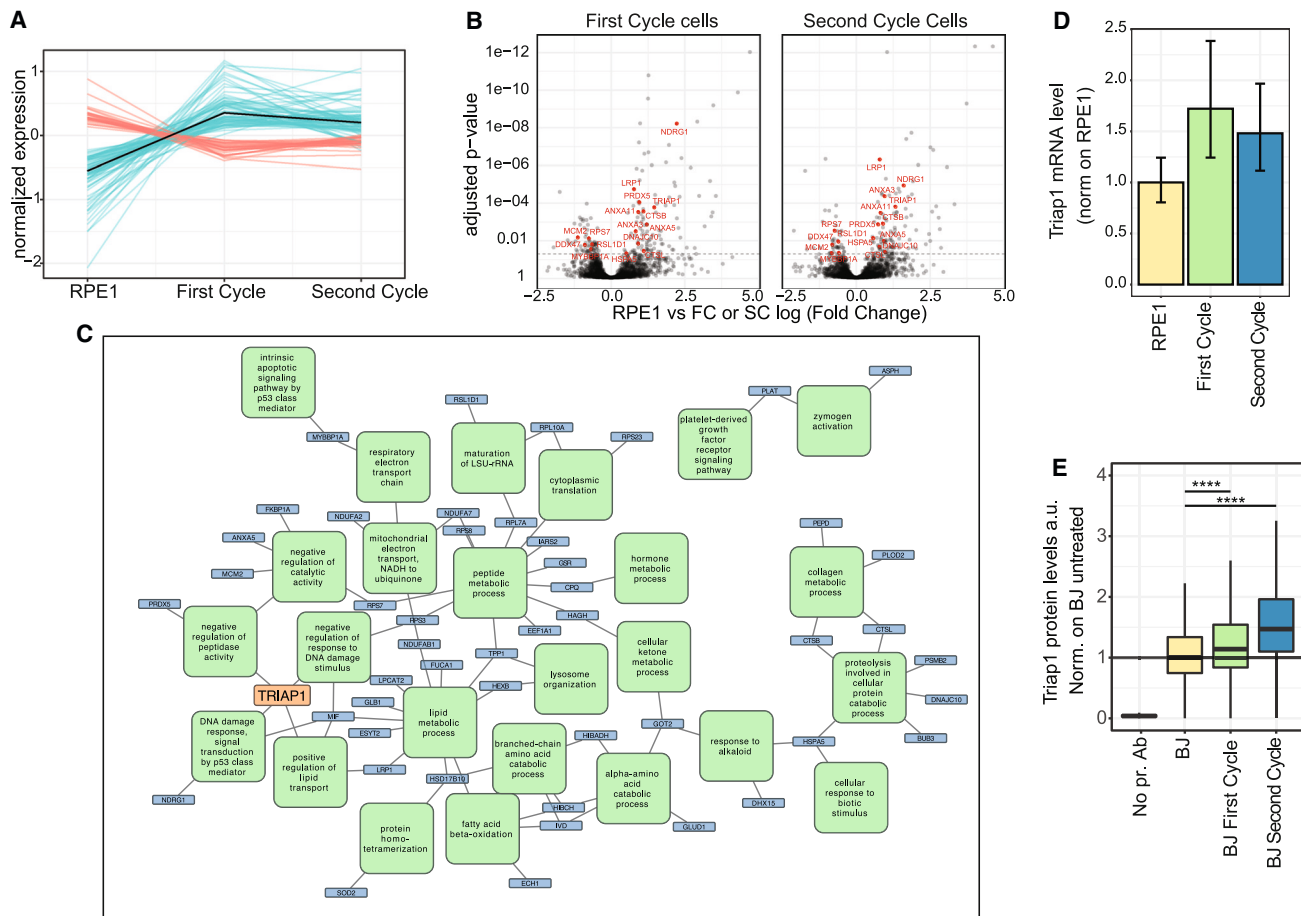 A
normalized expression
1
0.0
−1
−2
RPE1
First Cycle
Second Cycle
B
First Cycle cells
Second Cycle Cells
adjusted p-value
1e−12
1e−10
1e−08
1e−06
1e−04
0.01
1
NDRG1
LRP1
PRDX5
TRIAP1
ANXA11
CTSB
ANXA3
ANXA5
MCM2
RPS7
DNAJC10
DDX47
RSL1D1
MYBBP1A
LRP1
NDRG1
ANXA3
TRIAP1
ANXA11
RPS7
PRDX5
CTSB
DDX47
RSL1D1
ANXA5
MCM2
HSPA5
DNAJC10
MYBBP1A
−2.5
0.0
2.5
5.0
−2.5
0.0
2.5
5.0
RPE1 vs FC or SC log (Fold Change)
D
Triap1 mRNA level
(norm on RPE1)
2.5
2.0
1.5
1.0
0.5
0.0
RPE1
First Cycle
Second Cycle
C
intrinsic
apoptotic
signaling
pathway by
p53 class
mediator
MYBBP1A
respiratory
electron
transport
chain
RSL1D1
maturation
of LSU-rRNA
RPL10A
RPS23
cytoplasmic
translation
platelet-derived
growth
factor
receptor
signaling
pathway
PLAT
ASPH
zymogen
activation
FKBP1A
ANXA5
MCM2
PRDX5
negative
regulation of
catalytic
activity
NDUFA2
NDUFA7
RPS8
RPL7A
mitochondrial
electron
transport,
NADH to
ubiquinone
peptide
metabolic
process
IARS2
GSR
CPQ
HAGH
EEF1A1
hormone
metabolic
process
PEPD
PLOD2
collagen
metabolic
process
RPS7
RPS3
NDUFAB1
FUCA1
TPP1
negative
regulation of
peptidase
activity
negative
regulation of
response to
DNA damage
stimulus
cellular
ketone
metabolic
process
CTSB
CTSL
TRIAP1
LPCAT2
GLB1
MIF
ESYT2
LRP1
HEXB
lysosome
organization
lipid
metabolic
process
proteolysis
involved in
cellular
protein
catabolic
process
PSMB2
DNAJC10
BUB3
DNA damage
response,
signal
transduction
by p53 class
mediator
positive
regulation of
lipid
transport
NDRG1
GOT2
HIBADH
branched-chain
amino acid
catabolic
process
HSD17B10
alpha-amino
acid
catabolic
process
response to
alkaloid
HSPA5
DHX15
cellular
response to
biotic
stimulus
HIBCH
IVD
GLUD1
protein
homo-
tetramerization
fatty acid
beta-oxidation
SOD2
ECH1
E
Triap1 protein levels a.u.
Norm. on BJ untreated
4
3
2
1
0
****
****
No pr. Ab
BJ
BJ First Cycle
BJ Second Cycle